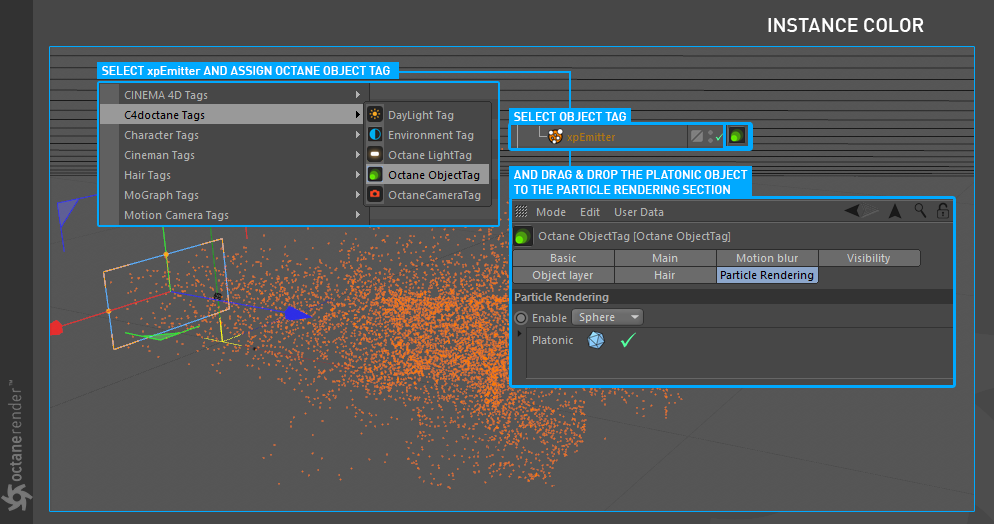 INSTANCE COLOR
SELECT xpEmitter AND ASSIGN OCTANE OBJECT TAG
CINEMA 4D Tags
C4doctane Tags
Character Tags
Cineman Tags
Hair Tags
MoGraph Tags
Motion Camera Tags
DayLight Tag
Environment Tag
Octane LightTag
Octane ObjectTag
OctaneCameraTag
SELECT OBJECT TAG
xpEmitter
AND DRAG & DROP THE PLATONIC OBJECT
TO THE PARTICLE RENDERING SECTION
Mode Edit User Data
Octane ObjectTag [Octane ObjectTag]
Basic Main Motion blur Visibility
Object layer Hair Particle Rendering
Particle Rendering
Enable Sphere
Platonic
octanerender™